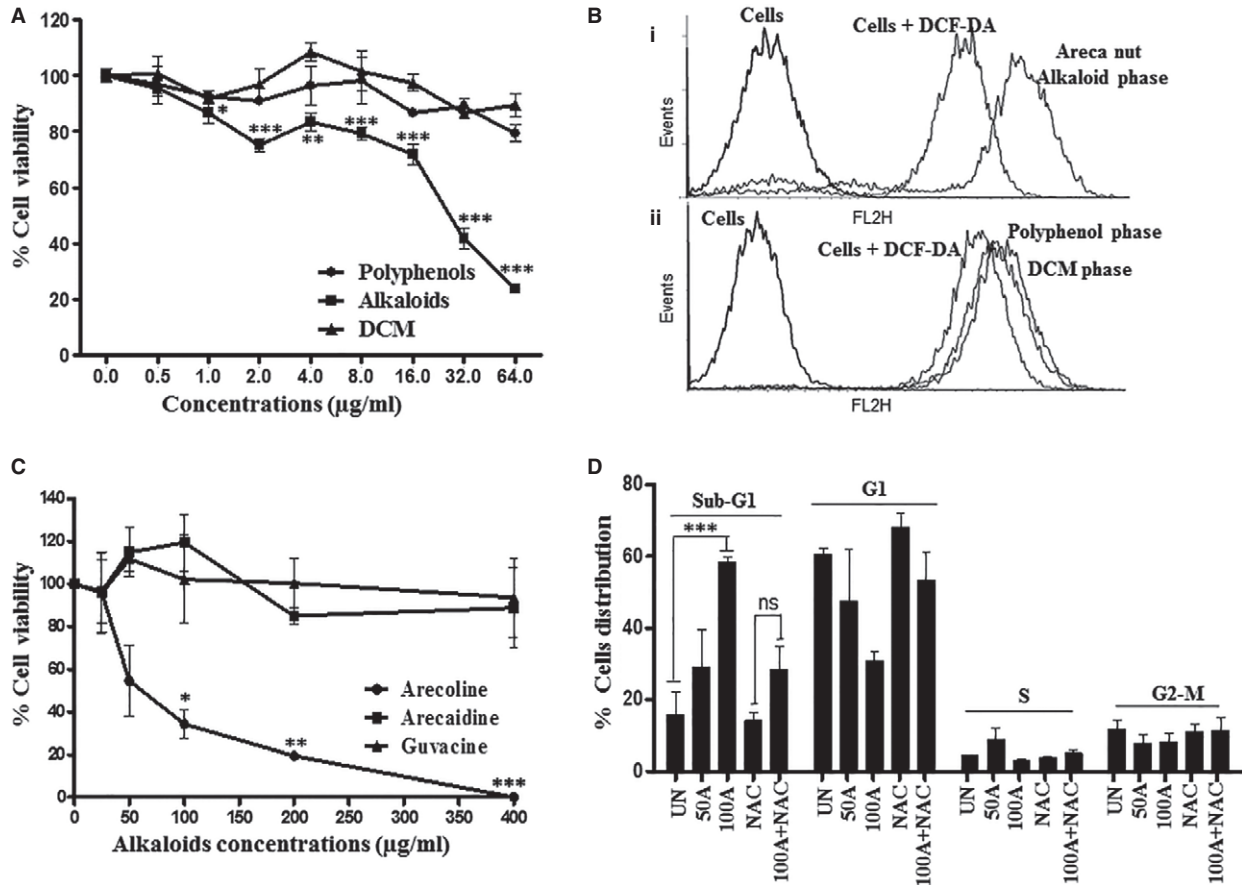 A
120
100
80
60
40
20
0
% Cell viability
*
***
**
***
***
***
***
Polyphenols
Alkaloids
DCM
0.0 0.5 1.0 2.0 4.0 8.0 16.0 32.0 64.0
Concentrations (µg/ml)
B
i
Cells
Cells + DCF-DA
Areca nut
Alkaloid phase
Events
FL2H
ii
Cells
Cells + DCF-DA
Polyphenol phase
DCM phase
Events
FL2H
C
140
120
100
80
60
40
20
0
% Cell viability
*
**
***
Arecoline
Arecaidine
Guvacine
0 50 100 150 200 250 300 350 400
Alkaloids concentrations (µg/ml)
D
80
60
40
20
0
% Cells distribution
Sub-G1
***
ns
G1
S
G2-M
UN 50A 100A NAC 100A+NAC
UN 50A 100A NAC 100A+NAC
UN 50A 100A NAC 100A+NAC
UN 50A 100A NAC 100A+NAC